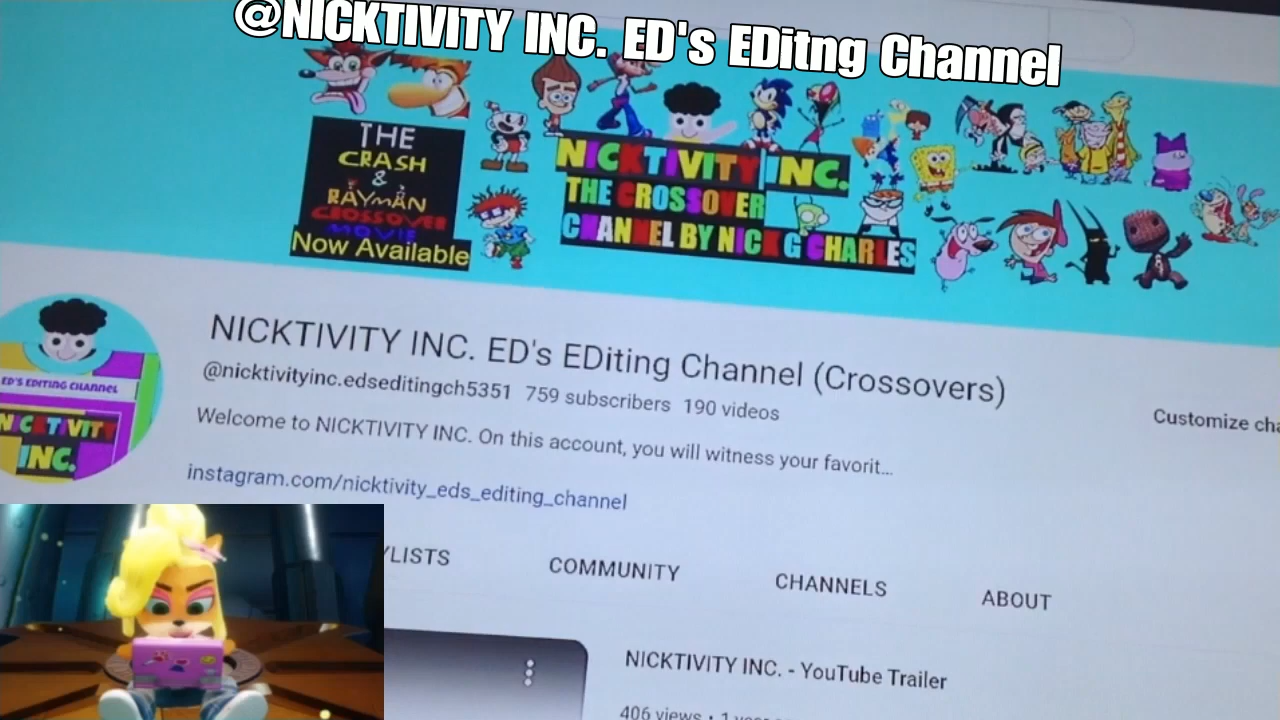 @NICKTIVITY INC. ED's EDitng Channel
THE
CRASH
&
RAYMAN
CROSSOVER
MOVIE
Now Available
NICKTIVITY INC.
THE CROSSOVER
CHANNEL BY NICK G CHARLES
NICKTIVITY INC. ED's EDiting Channel (Crossovers)
@nicktivityinc.edseditingch5351 759 subscribers 190 videos
Customize cha
Welcome to NICKTIVITY INC. On this account, you will witness your favorit...
instagram.com/nicktivity_eds_editing_channel
ED'S EDITING CHANNEL
NICKTIVITY
INC.
YLISTS
COMMUNITY
CHANNELS
ABOUT
NICKTIVITY INC. - YouTube Trailer
406 views • 1